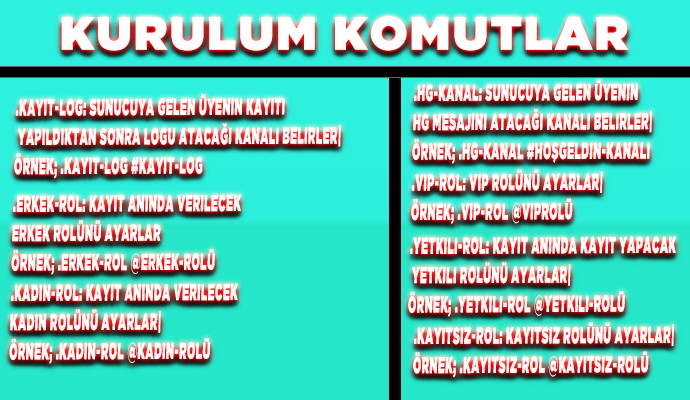 KURULUM KOMUTLAR
.KAYIT-LOG: SUNUCUYA GELEN ÜYENIN KAYITI
YAPILDIKTAN SONRA LOGU ATACAĞI KANALI BELIRLER|
ÖRNEK; .KAYIT-LOG #KAYIT-LOG
.ERKEK-ROL: KAYIT ANINDA VERILECEK
ERKEK ROLÜNÜ AYARLAR
ÖRNEK; .ERKEK-ROL @ERKEK-ROLÜ
.KADIN-ROL: KAYIT ANINDA VERILECEK
KADIN ROLÜNÜ AYARLAR|
ÖRNEK; .KADIN-ROL @KADIN-ROLÜ
.HG-KANAL: SUNUCUYA GELEN ÜYENIN
HG MESAJINI ATACAĞI KANALI BELIRLER|
ÖRNEK; .HG-KANAL #HOŞGELDIN-KANALI
.VIP-ROL: VIP ROLÜNÜ AYARLAR|
ÖRNEK; .VIP-ROL @VIPROLÜ
.YETKILI-ROL: KAYIT ANINDA KAYIT YAPACAK
YETKILI ROLÜNÜ AYARLAR|
ÖRNEK; .YETKILI-ROL @YETKILI-ROLÜ
.KAYITSIZ-ROL: KAYITSIZ ROLÜNÜ AYARLAR|
ÖRNEK; .KAYITSIZ-ROL @KAYITSIZ-ROLÜ